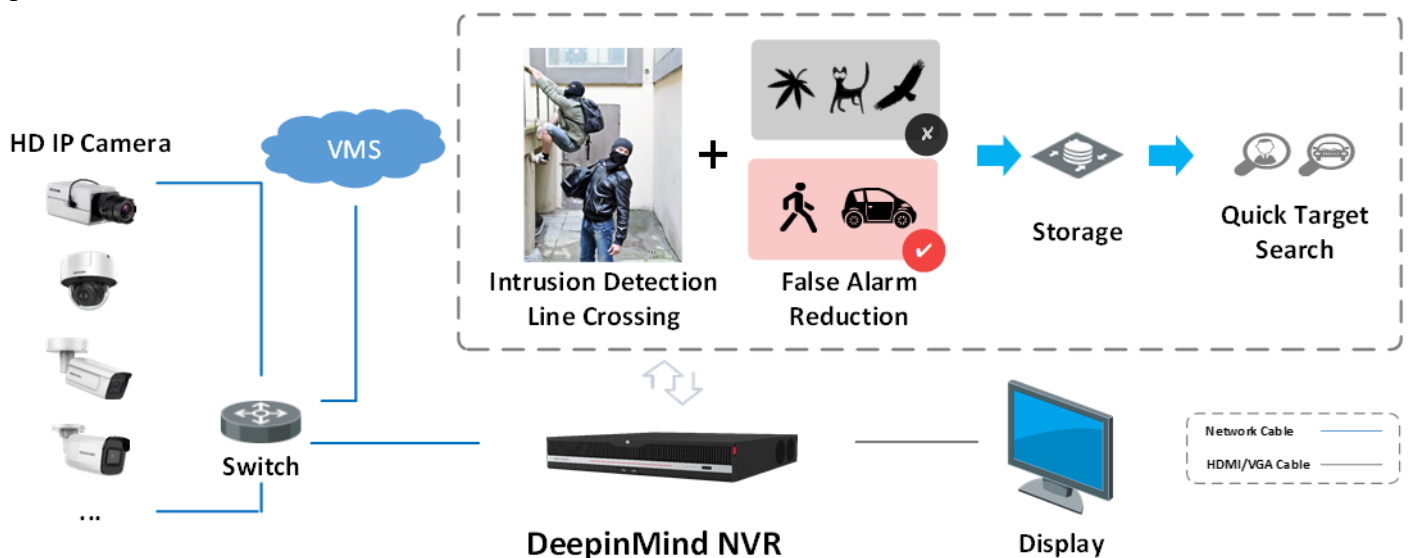 HD IP Camera
VMS
Intrusion Detection
Line Crossing
+
False Alarm
Reduction
Storage
Quick Target
Search
Switch
...
DeepinMind NVR
Display
Network Cable
HDMI/VGA Cable